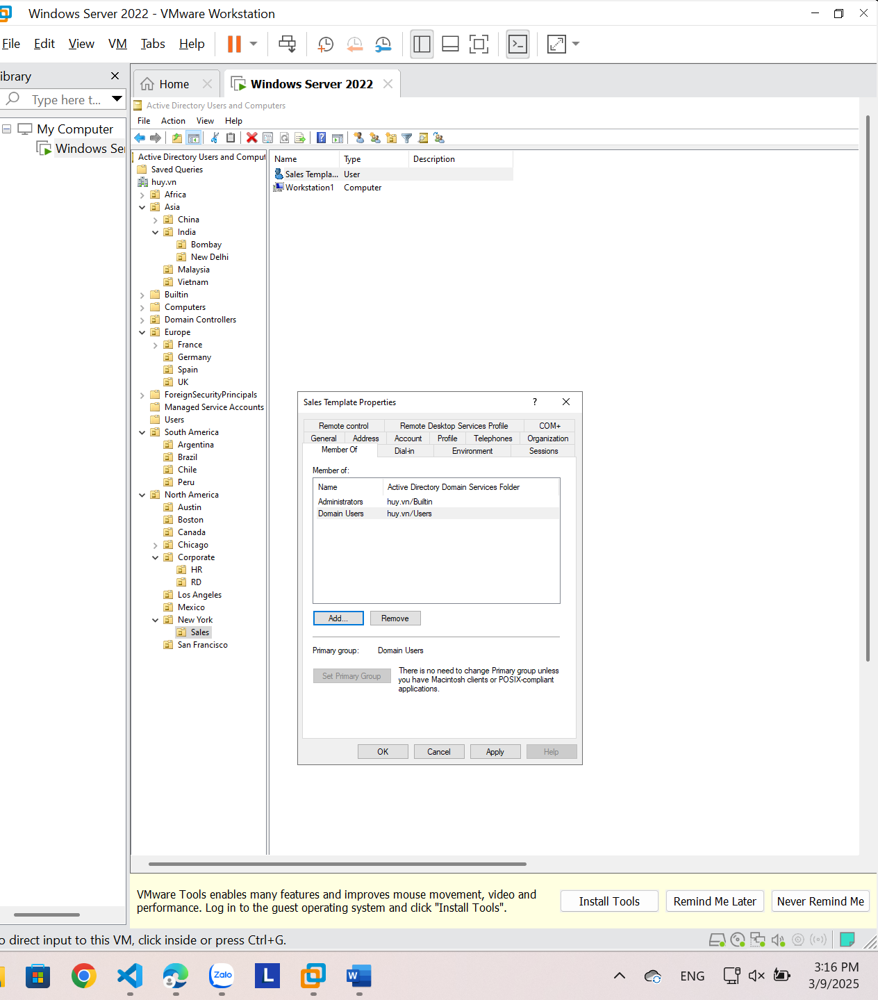 Windows Server 2022 - VMware Workstation
File Edit View VM Tabs Help
ibrary
Type here t...
My Computer
Windows Ser
Home
Windows Server 2022
Active Directory Users and Computers
File Action View Help
Active Directory Users and Comput
Saved Queries
huy.vn
Africa
Asia
China
India
Bombay
New Delhi
Malaysia
Vietnam
Builtin
Computers
Domain Controllers
Europe
France
Germany
Spain
UK
ForeignSecurityPrincipals
Managed Service Accounts
Users
South America
Argentina
Brazil
Chile
Peru
North America
Austin
Boston
Canada
Chicago
Corporate
HR
RD
Los Angeles
Mexico
New York
Sales
San Francisco
Name Type Description
Sales Templa... User
Workstation1 Computer
Sales Template Properties ?
Remote control Remote Desktop Services Profile COM+
General Address Account Profile Telephones Organization
Member Of Dial-in Environment Sessions
Member of:
Name Active Directory Domain Services Folder
Administrators huy.vn/Builtin
Domain Users huy.vn/Users
Add... Remove
Primary group: Domain Users
Set Primary Group
There is no need to change Primary group unless
you have Macintosh clients or POSIX-compliant
applications.
OK Cancel Apply Help
VMware Tools enables many features and improves mouse movement, video and
performance. Log in to the guest operating system and click "Install Tools".
Install Tools Remind Me Later Never Remind Me
o direct input to this VM, click inside or press Ctrl+G.
Zalo
L
W
ENG
3:16 PM
3/9/2025